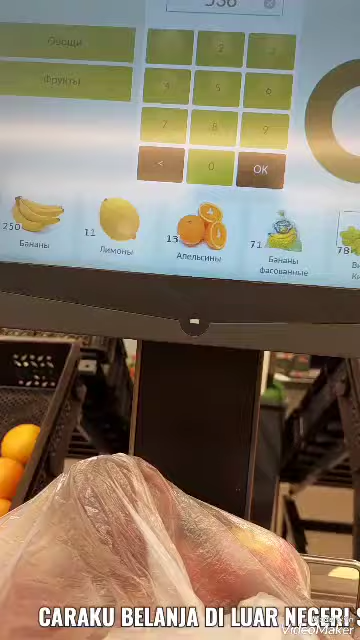 Овощи
Фрукты
2
3
4
5
6
7
8
9
<
0
OK
250
Бананы
11
Лимоны
13
Апельсины
71
Бананы
фасованные
78
CARAKU BELANJA DI LUAR NEGERI S
VideoMaker